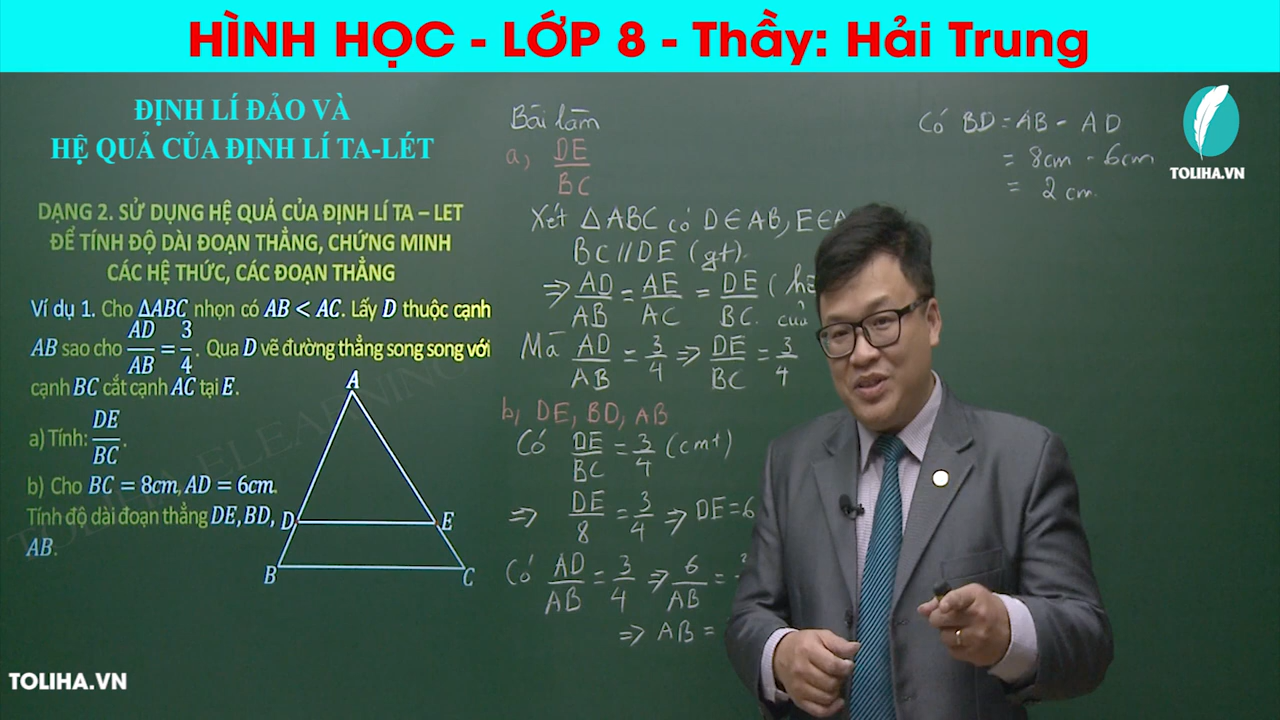 HÌNH HỌC - LỚP 8 - Thầy: Hải Trung
ĐỊNH LÍ ĐẢO VÀ
HỆ QUẢ CỦA ĐỊNH LÍ TA-LÉT
DẠNG 2. SỬ DỤNG HỆ QUẢ CỦA ĐỊNH LÍ TA – LET
ĐỂ TÍNH ĐỘ DÀI ĐOẠN THẲNG, CHỨNG MINH
CÁC HỆ THỨC, CÁC ĐOẠN THẲNG
Ví dụ 1. Cho ΔABC nhọn có AB < AC. Lấy D thuộc cạnh
AB sao cho AD/AB = 3/4. Qua D vẽ đường thẳng song song với
cạnh BC cắt cạnh AC tại E.
a) Tính: DE/BC.
b) Cho BC = 8cm, AD = 6cm.
Tính độ dài đoạn thẳng DE, BD,
AB.
A
D
E
B
C
TOLIHA ELEARNING
Bài làm
a, DE/BC
Xét △ABC có D∈AB, E∈A
BC // DE (gt).
⇒ AD/AB = AE/AC = DE/BC (hệ
của
Mà AD/AB = 3/4 ⇒ DE/BC = 3/4
b, DE, BD, AB
Có DE/BC = 3/4 (cmt)
⇒ DE/8 = 3/4 ⇒ DE = 6
Có AD/AB = 3/4 ⇒ 6/AB =
⇒ AB =
Có BD = AB - AD
= 8cm - 6cm
= 2cm.
TOLIHA.VN
TOLIHA.VN